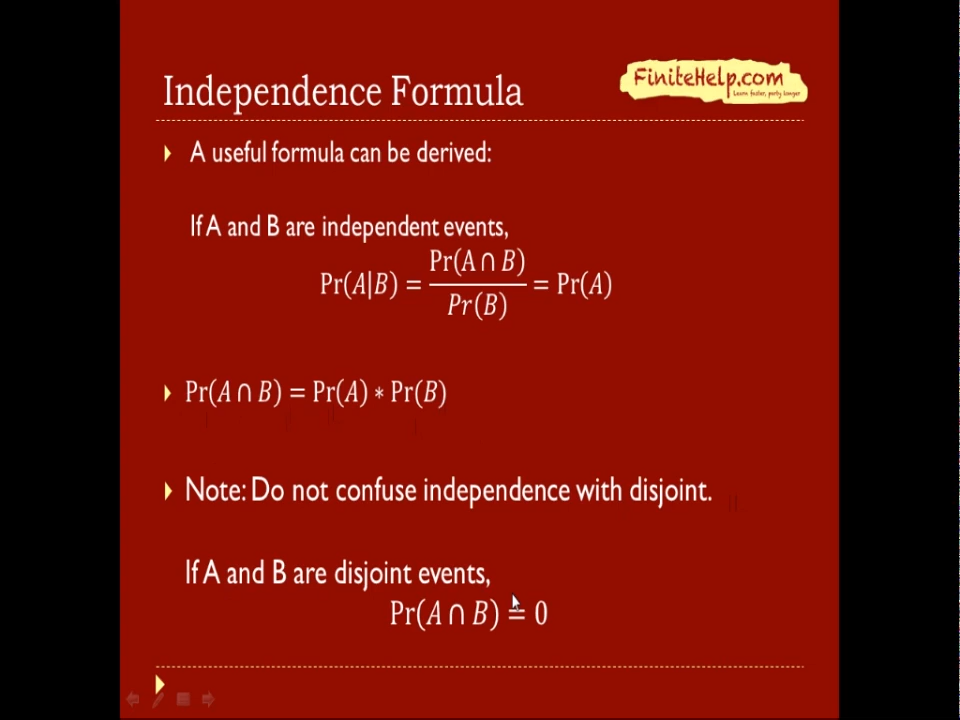 Independence Formula
FiniteHelp.com
Learn faster, party longer
A useful formula can be derived:
If A and B are independent events,
Pr(A|B) = Pr(A ∩ B) / Pr(B) = Pr(A)
Pr(A ∩ B) = Pr(A) * Pr(B)
Note: Do not confuse independence with disjoint.
If A and B are disjoint events,
Pr(A ∩ B) = 0